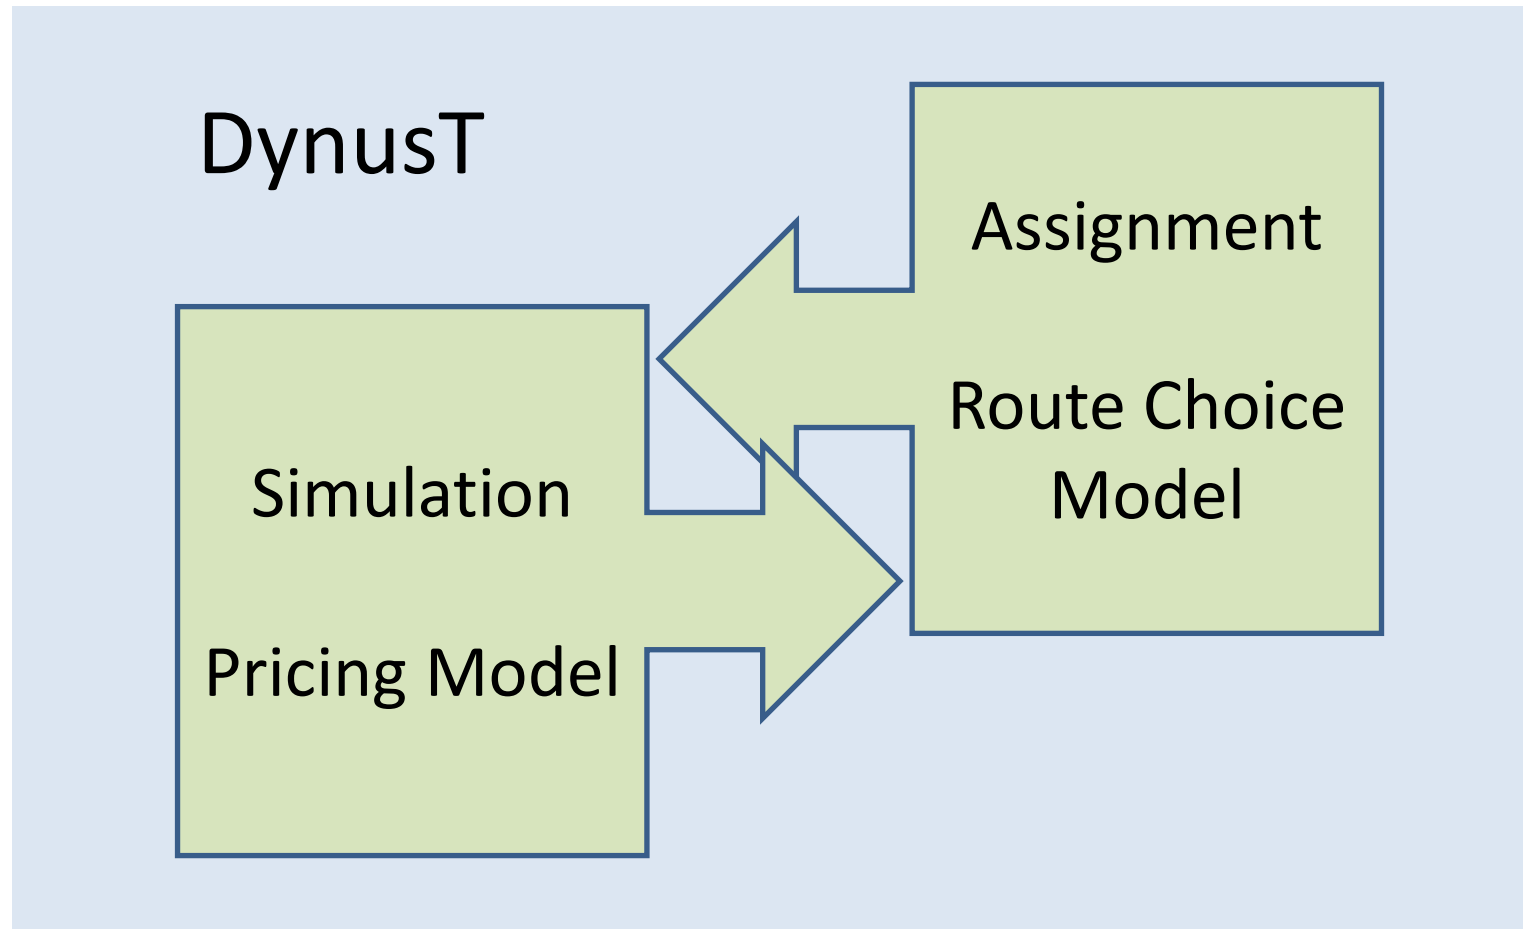 DynusT
Assignment
Route Choice
Model
Simulation
Pricing Model